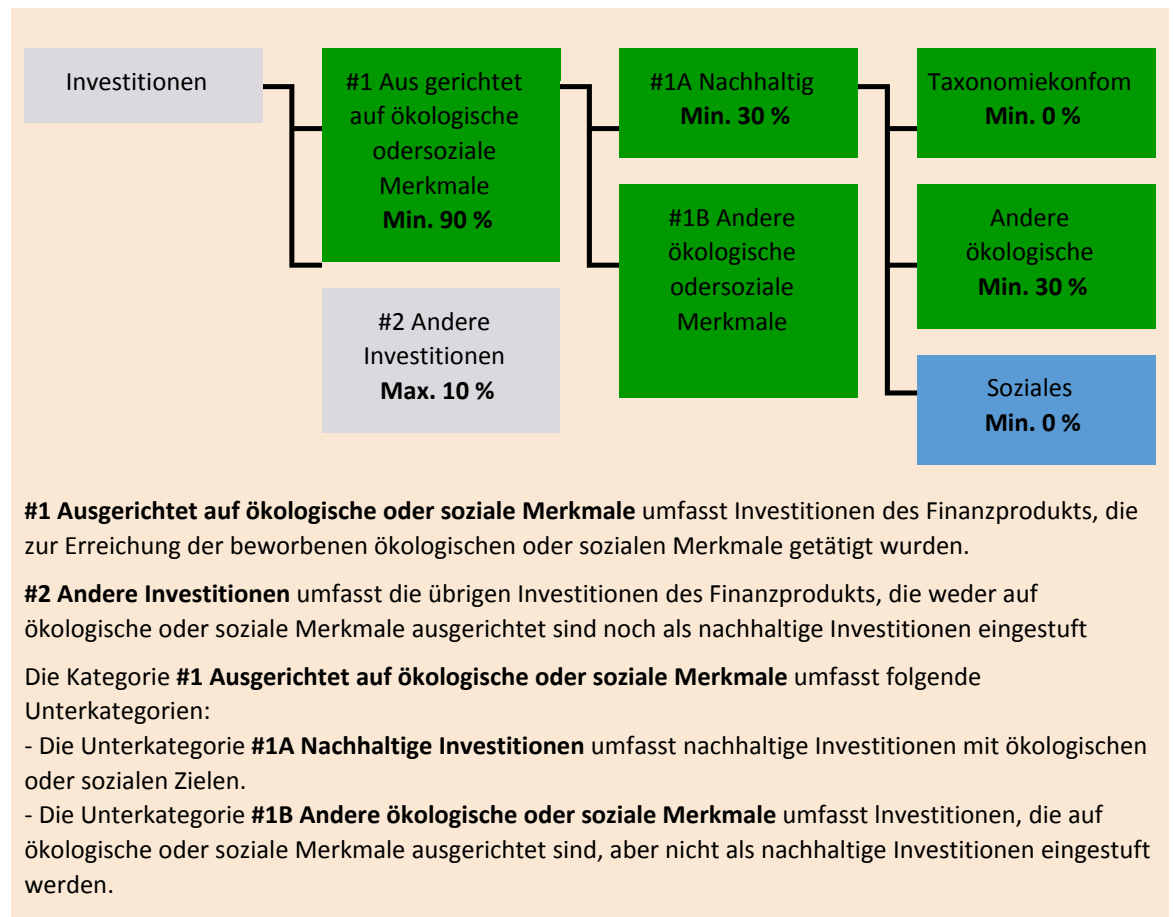 Investitionen
#1 Aus gerichtet
auf ökologische
odersoziale
Merkmale
Min. 90 %
#2 Andere
Investitionen
Max. 10 %
#1A Nachhaltig
Min. 30 %
#1B Andere
ökologische
odersoziale
Merkmale
Taxonomiekonfom
Min. 0 %
Andere
ökologische
Min. 30 %
Soziales
Min. 0 %
#1 Ausgerichtet auf ökologische oder soziale Merkmale umfasst Investitionen des Finanzprodukts, die
zur Erreichung der beworbenen ökologischen oder sozialen Merkmale getätigt wurden.
#2 Andere Investitionen umfasst die übrigen Investitionen des Finanzprodukts, die weder auf
ökologische oder soziale Merkmale ausgerichtet sind noch als nachhaltige Investitionen eingestuft
Die Kategorie #1 Ausgerichtet auf ökologische oder soziale Merkmale umfasst folgende
Unterkategorien:
- Die Unterkategorie #1A Nachhaltige Investitionen umfasst nachhaltige Investitionen mit ökologischen
oder sozialen Zielen.
- Die Unterkategorie #1B Andere ökologische oder soziale Merkmale umfasst lnvestitionen, die auf
ökologische oder soziale Merkmale ausgerichtet sind, aber nicht als nachhaltige Investitionen eingestuft
werden.